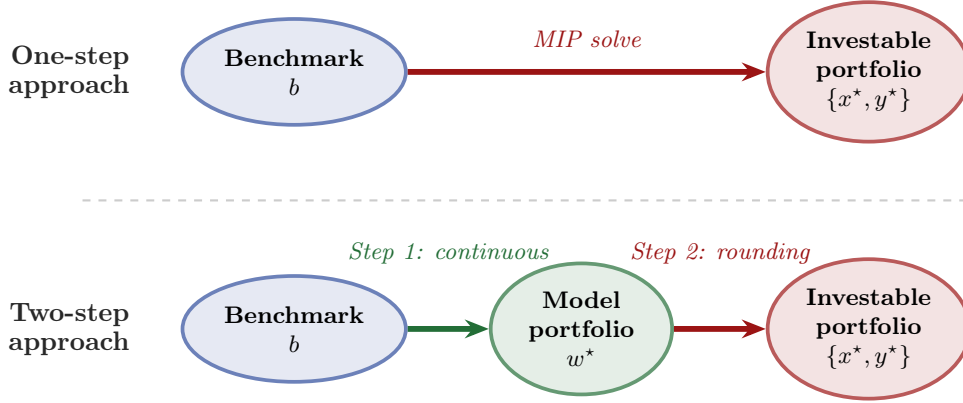 One-step
approach
Benchmark
b
MIP solve
Investable
portfolio
{x⋆, y⋆}
Step 1: continuous
Step 2: rounding
Two-step
approach
Benchmark
b
Model
portfolio
w⋆
Investable
portfolio
{x⋆, y⋆}